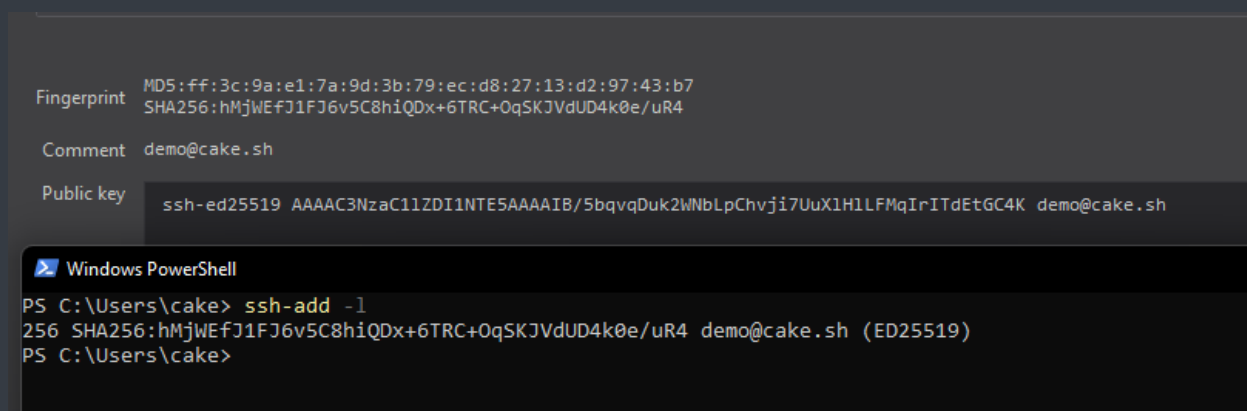 Fingerprint
MD5:ff:3c:9a:e1:7a:9d:3b:79:ec:d8:27:13:d2:97:43:b7
SHA256:hMjWEfJ1FJ6v5C8hiQDx+6TRC+OqSKJVdUD4k0e/uR4
Comment demo@cake.sh
Public key
ssh-ed25519 AAAAC3NzaC1lZDI1NTE5AAAAIB/5bqvqDuk2WNbLpChvji7UuXlH1LFMqIrITdEtGC4K demo@cake.sh
Windows PowerShell
PS C:\Users\cake> ssh-add -l
256 SHA256:hMjWEfJ1FJ6v5C8hiQDx+6TRC+OqSKJVdUD4k0e/uR4 demo@cake.sh (ED25519)
PS C:\Users\cake>